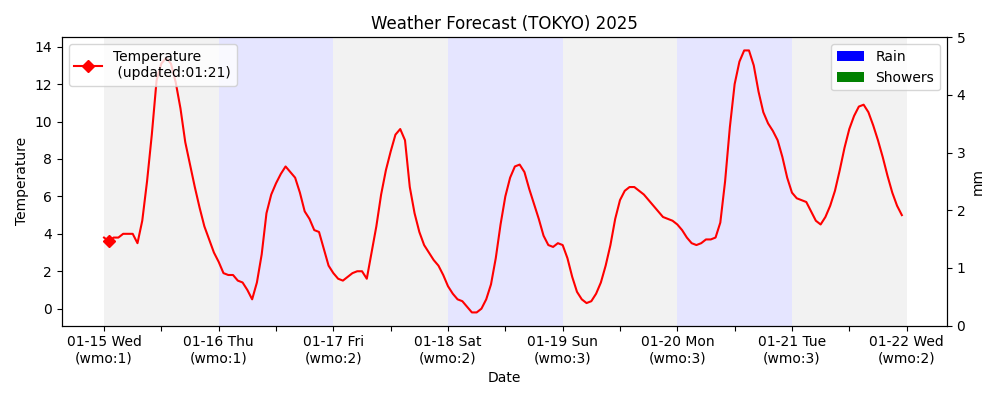 Weather Forecast (TOKYO) 2025
Temperature
(updated:01:21)
Rain
Showers
14
12
10
8
6
4
2
0
Temperature
5
4
3
2
1
0
mm
01-15 Wed
(wmo:1)
01-16 Thu
(wmo:1)
01-17 Fri
(wmo:2)
01-18 Sat
(wmo:2)
01-19 Sun
(wmo:3)
01-20 Mon
(wmo:3)
01-21 Tue
(wmo:3)
01-22 Wed
(wmo:2)
Date